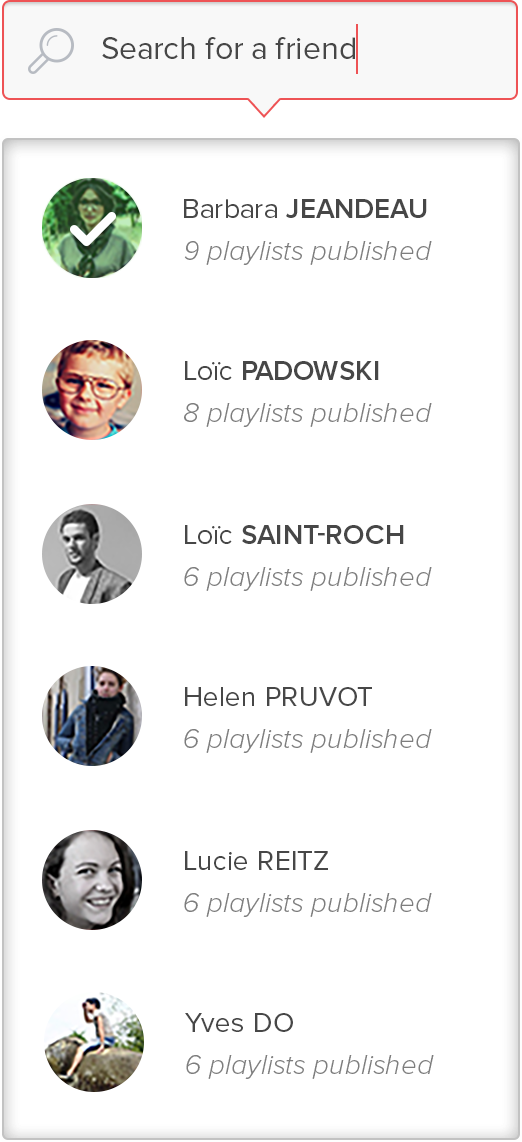 Search for a friend
Barbara JEANDEAU
9 playlists published
Loïc PADOWSKI
8 playlists published
Loïc SAINT-ROCH
6 playlists published
Helen PRUVOT
6 playlists published
Lucie REITZ
6 playlists published
Yves DO
6 playlists published